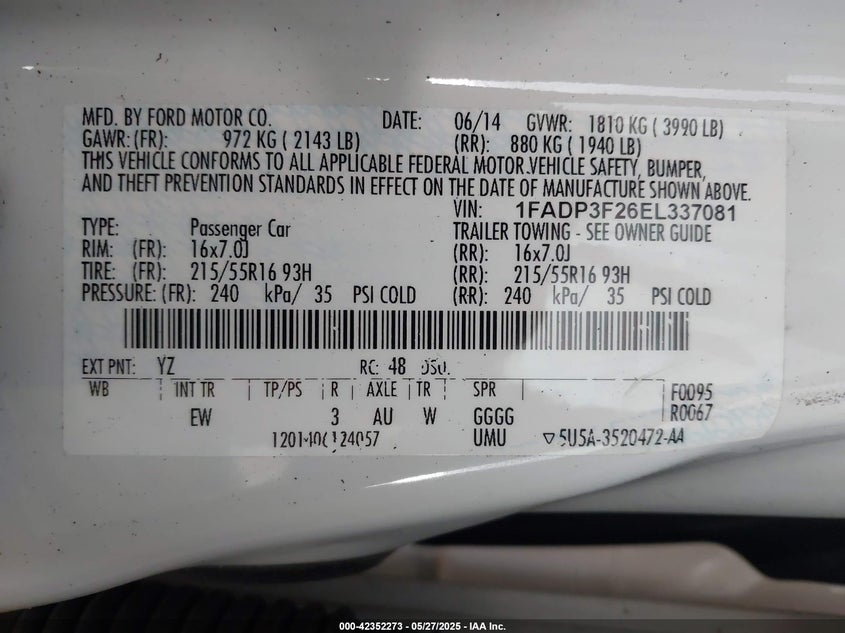 MFD. BY FORD MOTOR CO. DATE: 06/14 GVWR: 1810 KG ( 3990 LB)
GAWR: (FR): 972 KG ( 2143 LB) (RR): 880 KG ( 1940 LB)
THIS VEHICLE CONFORMS TO ALL APPLICABLE FEDERAL MOTOR VEHICLE SAFETY, BUMPER,
AND THEFT PREVENTION STANDARDS IN EFFECT ON THE DATE OF MANUFACTURE SHOWN ABOVE.
VIN: 1FADP3F26EL337081
TYPE: Passenger Car TRAILER TOWING - SEE OWNER GUIDE
RIM: (FR): 16x7.0J (RR): 16x7.0J
TIRE: (FR): 215/55R16 93H (RR): 215/55R16 93H
PRESSURE: (FR): 240 kPa/ 35 PSI COLD (RR): 240 kPa/ 35 PSI COLD
EXT PNT: YZ RC: 48 DSO:
WB INT TR TP/PS R AXLE TR SPR F0095
EW 3 AU W GGGG R0067
UMU ▽5U5A-3520472-AA
000-42352273 – 05/27/2025 – IAA Inc.